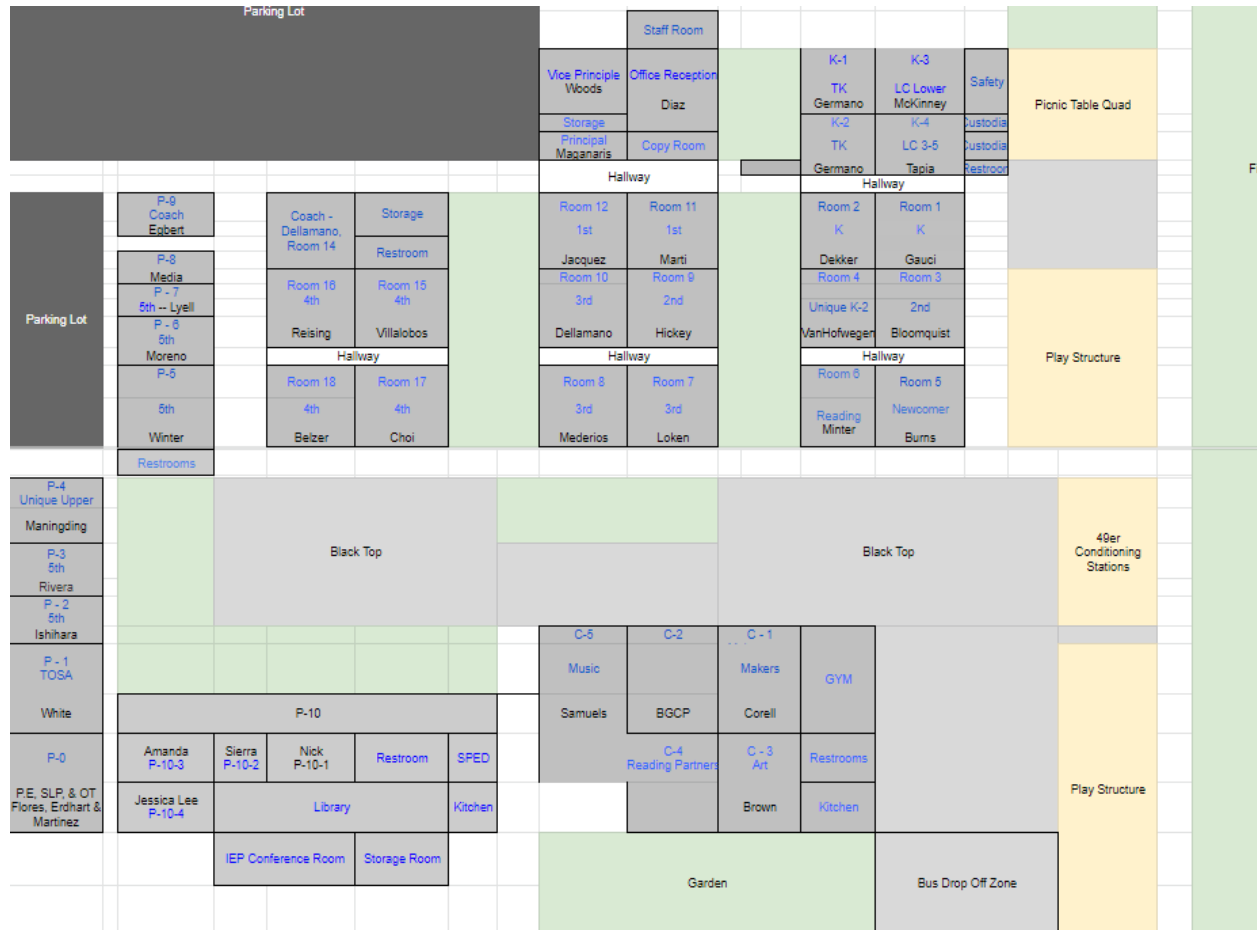 Parking Lot
Staff Room
Vice Principle
Woods
Office Reception
Diaz
Storage
Principal
Maganaris
Copy Room
Hallway
K-1
TK
Germano
K-3
LC Lower
McKinney
Safety
K-2
TK
Germano
K-4
LC 3-5
Tapia
Custodia
Custodia
Restroon
Hallway
Picnic Table Quad
F
Parking Lot
P-9
Coach
Egbert
P-8
Media
P - 7
5th -- Lyell
P - 6
5th
Moreno
P-5
5th
Winter
Restrooms
Coach -
Dellamano,
Room 14
Storage
Restroom
Room 16
4th
Reising
Room 15
4th
Villalobos
Hallway
Room 18
4th
Belzer
Room 17
4th
Choi
Room 12
1st
Jacquez
Room 11
1st
Marti
Room 10
3rd
Dellamano
Room 9
2nd
Hickey
Hallway
Room 8
3rd
Mederios
Room 7
3rd
Loken
Room 2
K
Dekker
Room 1
K
Gauci
Room 4
Unique K-2
VanHofwegen
Room 3
2nd
Bloomquist
Hallway
Room 6
Reading
Minter
Room 5
Newcomer
Burns
Play Structure
P-4
Unique Upper
Maningding
P-3
5th
Rivera
P - 2
5th
Ishihara
P - 1
TOSA
White
P-0
P.E, SLP, & OT
Flores, Erdhart &
Martinez
Black Top
Black Top
49er
Conditioning
Stations
P-10
Amanda
P-10-3
Sierra
P-10-2
Nick
P-10-1
Restroom
SPED
Jessica Lee
P-10-4
Library
Kitchen
IEP Conference Room
Storage Room
C-5
Music
Samuels
C-2
BGCP
C - 1
Makers
Corell
GYM
C-4
Reading Partners
C - 3
Art
Brown
Restrooms
Kitchen
Play Structure
Garden
Bus Drop Off Zone